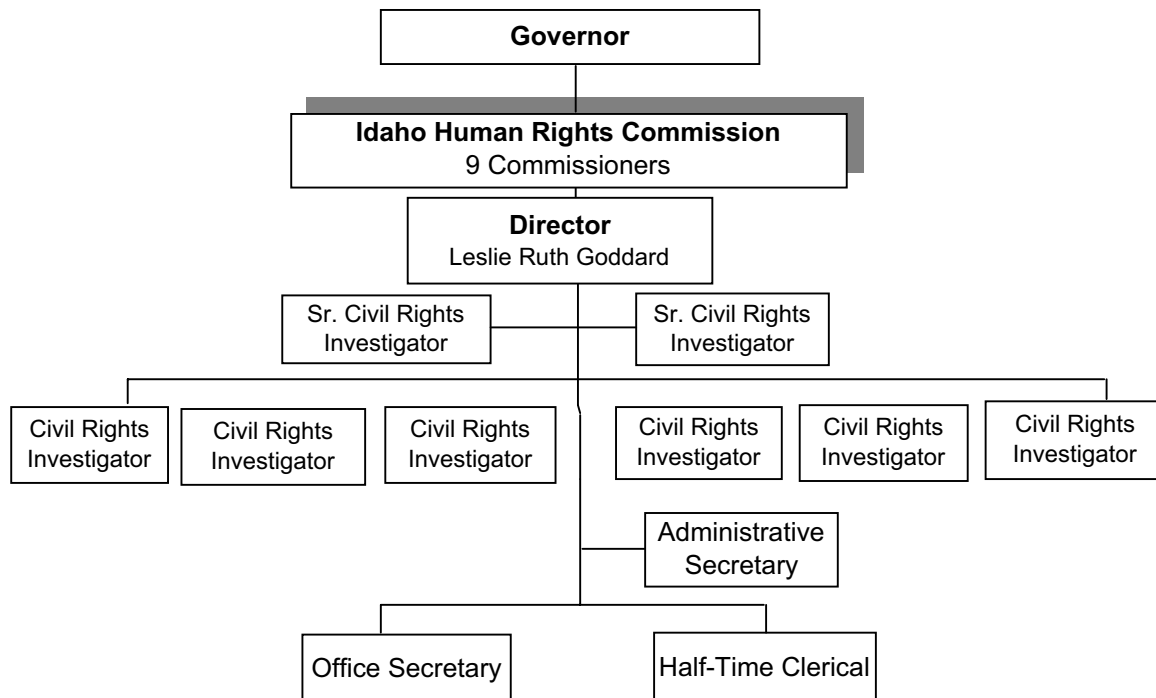 Governor
Idaho Human Rights Commission
9 Commissioners
Director
Leslie Ruth Goddard
Sr. Civil Rights
Investigator
Sr. Civil Rights
Investigator
Civil Rights
Investigator
Civil Rights
Investigator
Civil Rights
Investigator
Civil Rights
Investigator
Civil Rights
Investigator
Civil Rights
Investigator
Administrative
Secretary
Office Secretary
Half-Time Clerical